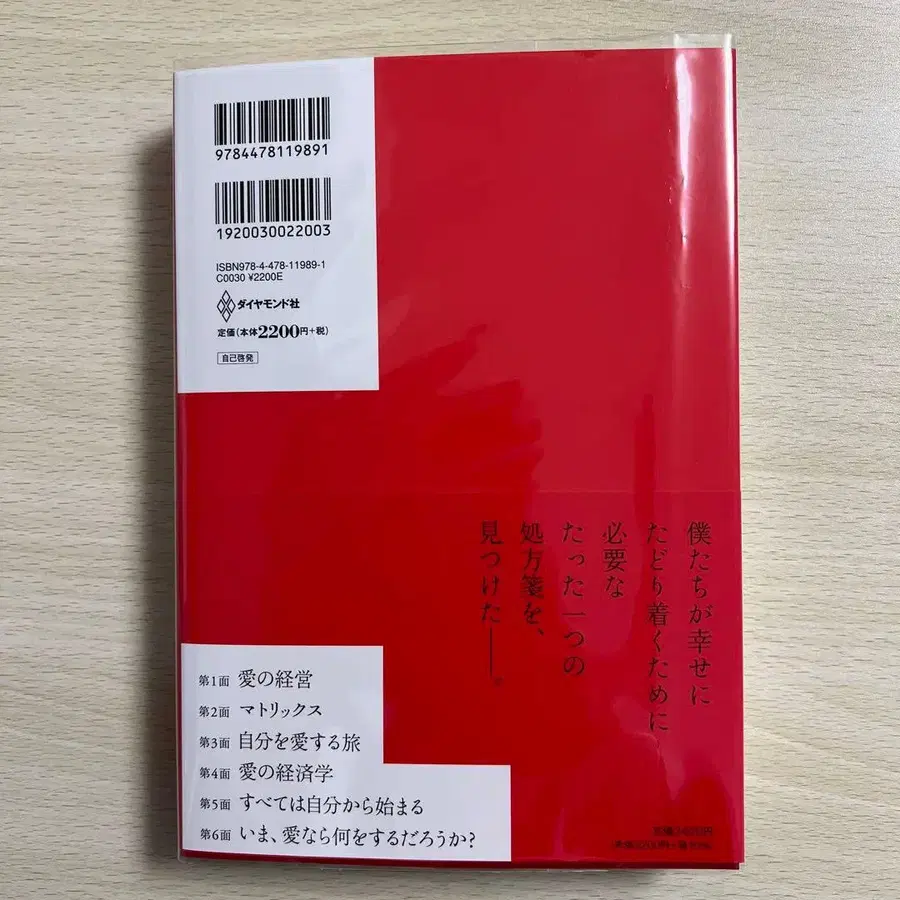 9784478119891
1920030022003
ISBN978-4-478-11989-1
C0030 ¥2200E
ダイヤモンド社
定価(本体2200円+税)
自己啓発
僕たちが幸せに
たどり着くために
必要な
たった一つの
処方箋を、
見つけた――。
第1面 愛の経営
第2面 マトリックス
第3面 自分を愛する旅
第4面 愛の経済学
第5面 すべては自分から始まる
第6面 いま、愛なら何をするだろうか?